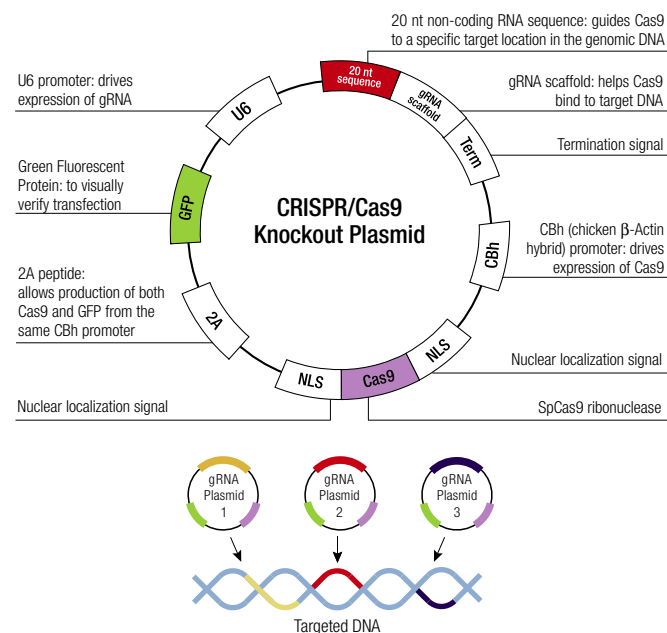 20 nt non-coding RNA sequence: guides Cas9
to a specific target location in the genomic DNA
U6 promoter: drives
expression of gRNA
gRNA scaffold: helps Cas9
bind to target DNA
Termination signal
Green Fluorescent
Protein: to visually
verify transfection
CBh (chicken β-Actin
hybrid) promoter: drives
expression of Cas9
2A peptide:
allows production of both
Cas9 and GFP from the
same CBh promoter
Nuclear localization signal
Nuclear localization signal
SpCas9 ribonuclease
20 nt
sequence
gRNA
scaffold
Term
CBh
NLS
Cas9
NLS
2A
GFP
U6
CRISPR/Cas9
Knockout Plasmid
gRNA
Plasmid
1
gRNA
Plasmid
2
gRNA
Plasmid
3
Targeted DNA